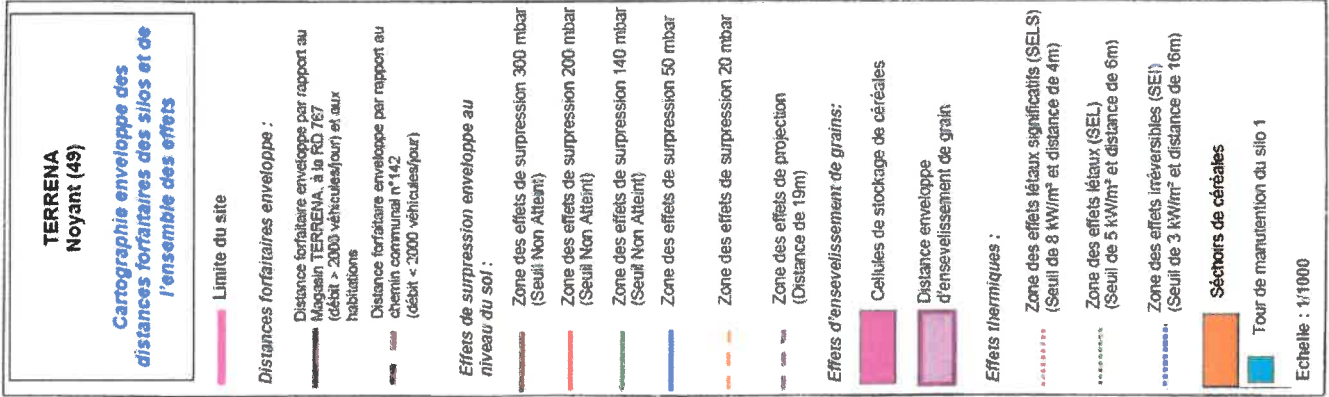 TERRENA
Noyant (49)
Cartographie enveloppe des
distances forfaitaires des silos et de
l'ensemble des effets
Limite du site
Distances forfaitaires enveloppe :
Distance forfaitaire enveloppe par rapport au
Magasin TERRENA, à la RD 767
(débit > 2000 véhicules/jour) et aux
habitations
Distance forfaitaire enveloppe par rapport au
chemin communal n°142
(débit < 2000 véhicules/jour)
Effets de surpression enveloppe au
niveau du sol :
Zone des effets de surpression 300 mbar
(Seuil Non Atteint)
Zone des effets de surpression 200 mbar
(Seuil Non Atteint)
Zone des effets de surpression 140 mbar
(Seuil Non Atteint)
Zone des effets de surpression 50 mbar
Zone des effets de surpression 20 mbar
Zone des effets de projection
(Distance de 19m)
Effets d'ensevelissement de grains:
Cellules de stockage de céréales
Distance enveloppe
d'ensevelissement de grain
Effets thermiques :
Zone des effets létaux significatifs (SELS)
(Seuil de 8 kW/m² et distance de 4m)
Zone des effets létaux (SEL)
(Seuil de 5 kW/m² et distance de 6m)
Zone des effets irréversibles (SEI)
(Seuil de 3 kW/m² et distance de 16m)
Séchoirs de céréales
Tour de manutention du silo 1
Echelle : 1/1000